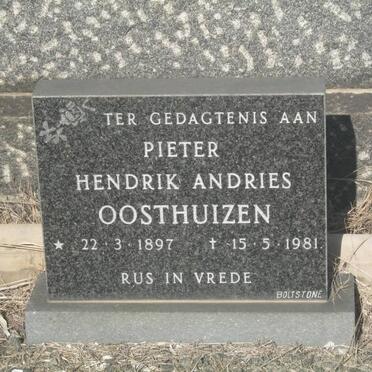 TER GEDAGTENIS AAN
PIETER
HENDRIK ANDRIES
OOSTHUIZEN
★ 22·3·1897 † 15·5·1981
RUS IN VREDE
BOLTSTONE